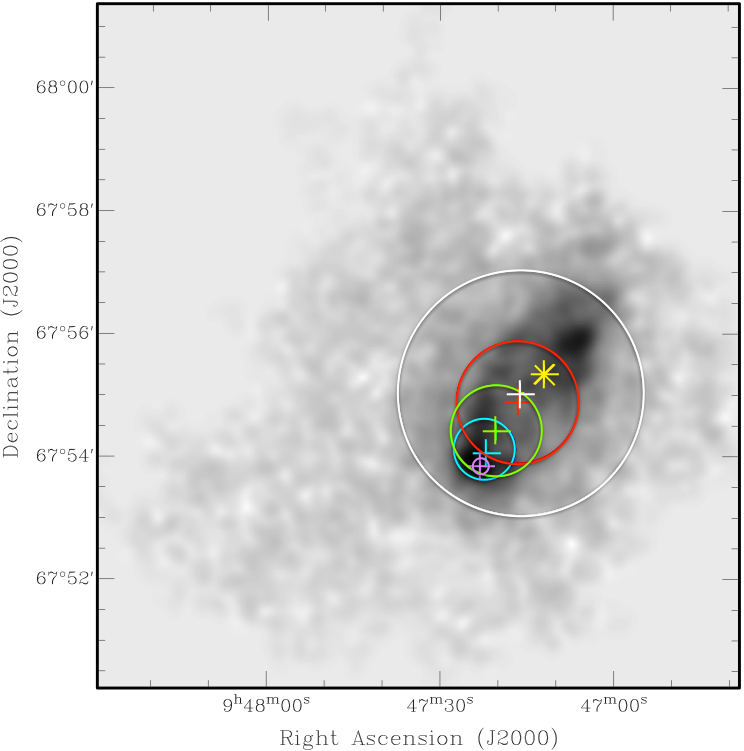 68°00′
67°58′
67°56′
67°54′
67°52′
Declination (J2000)
9ʰ48ᵐ00ˢ 47ᵐ30ˢ 47ᵐ00ˢ
Right Ascension (J2000)